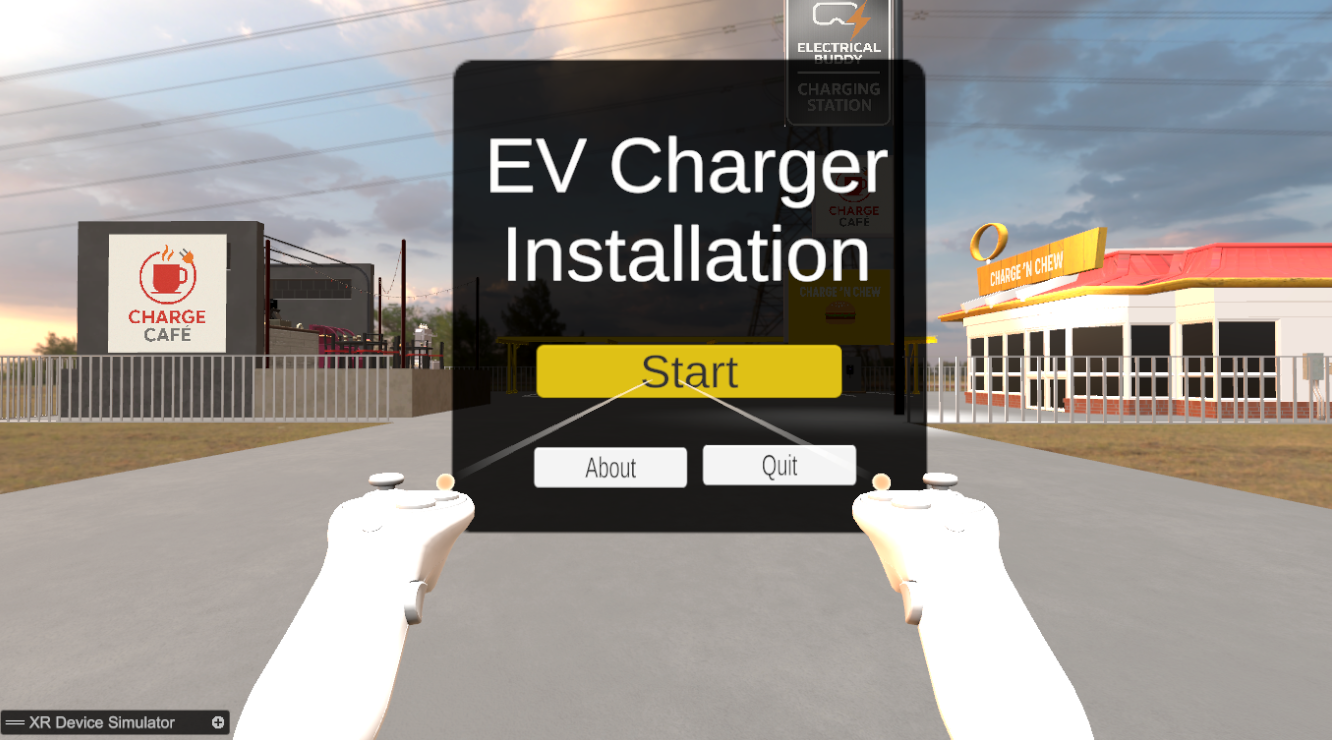 ELECTRICAL
BUDDY
CHARGING
STATION
EV Charger
Installation
CHARGE
CAFÉ
CHARGE
CAFÉ
CHARGE 'N CHEW
CHARGE 'N CHEW
Start
About
Quit
XR Device Simulator